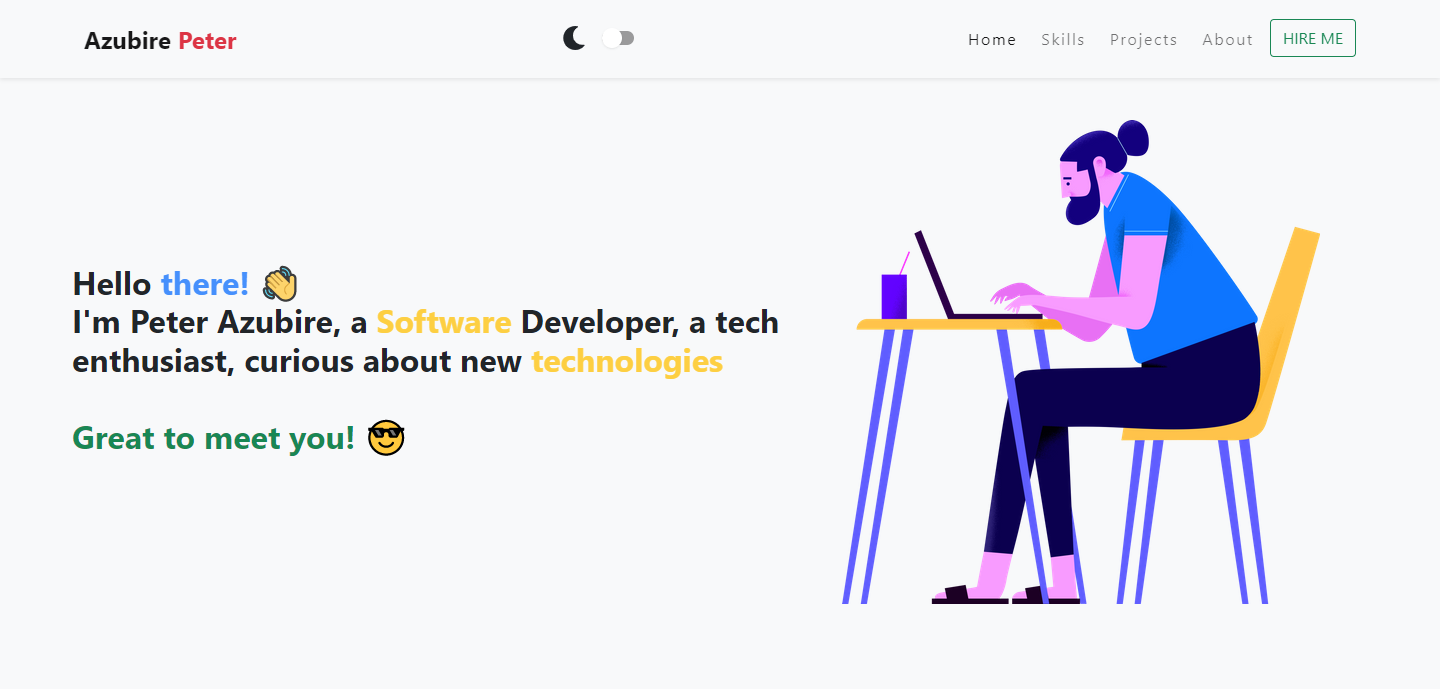 Azubire Peter
Home Skills Projects About HIRE ME
Hello there! 👋
I'm Peter Azubire, a Software Developer, a tech
enthusiast, curious about new technologies
Great to meet you! 😎